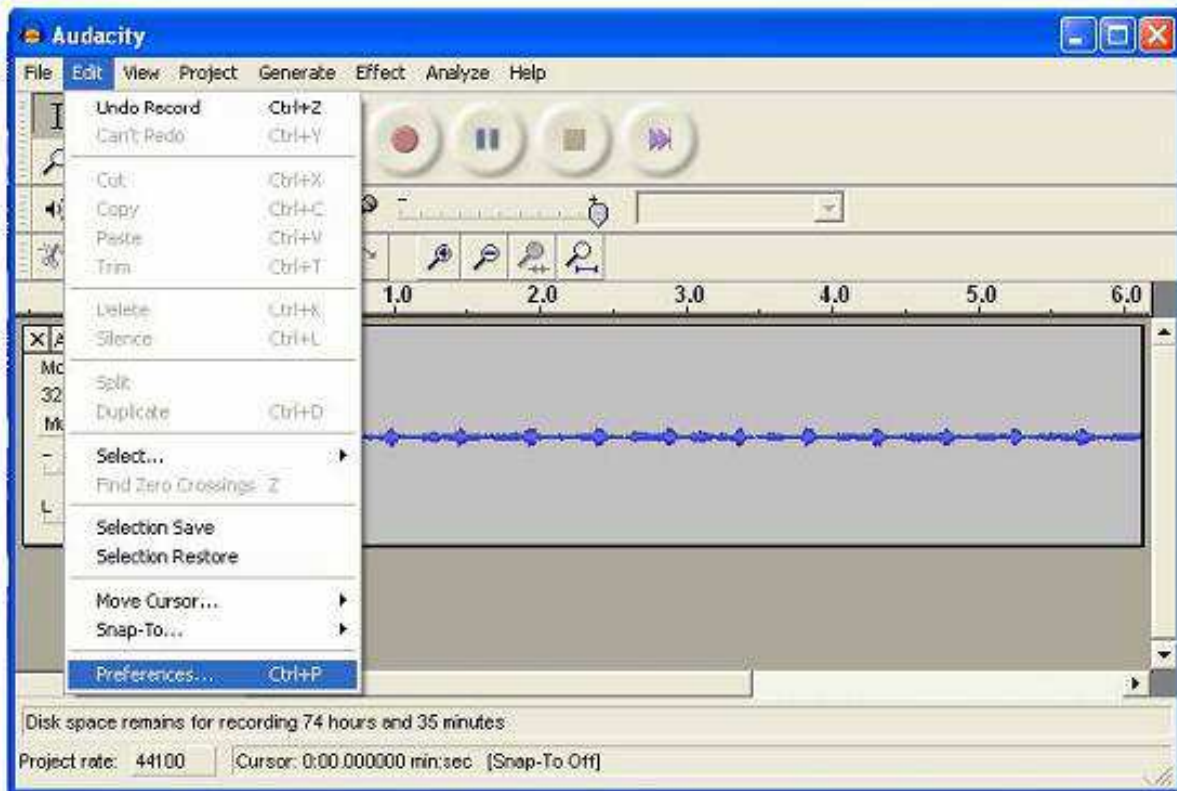 Audacity
File Edit View Project Generate Effect Analyze Help
Undo Record Ctrl+Z
Can't Redo Ctrl+Y
Cut Ctrl+X
Copy Ctrl+C
Paste Ctrl+V
Trim Ctrl+T
Delete Ctrl+K
Silence Ctrl+L
Split
Duplicate Ctrl+D
Select...
Find Zero Crossings Z
Selection Save
Selection Restore
Move Cursor...
Snap-To...
Preferences... Ctrl+P
- +
1.0 2.0 3.0 4.0 5.0 6.0
X A
Mo
32
Mu
-
L
Disk space remains for recording 74 hours and 35 minutes
Project rate: 44100 Cursor: 0:00.000000 min:sec [Snap-To Off]